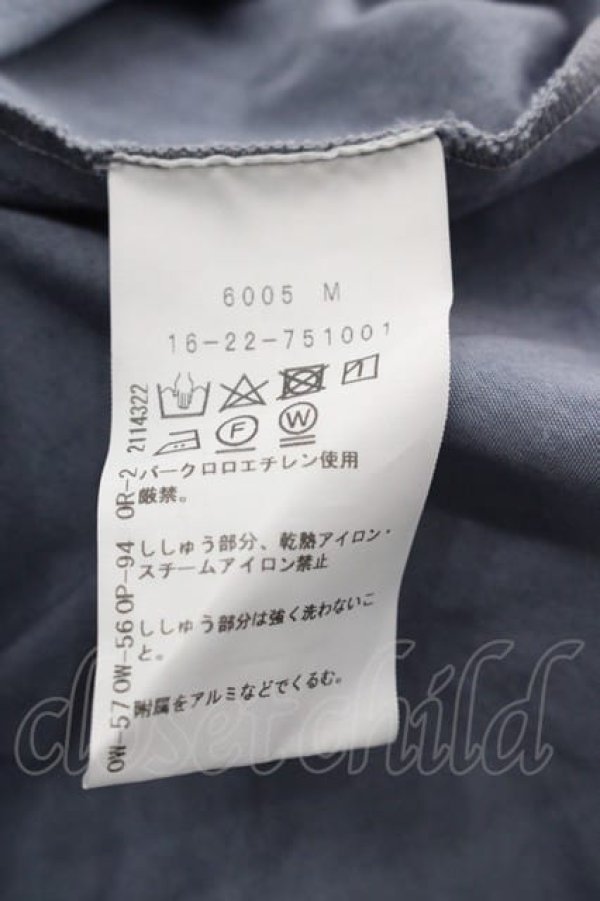 6005 M
16-22-751001
F W
パークロロエチレン使用
厳禁。
ししゅう部分、乾熱アイロン・
スチームアイロン禁止
ししゅう部分は強く洗わないこ
と。
附属をアルミなどでくるむ。
OW-57 OW-56 OP-94 OR-2 2114322
closetchild